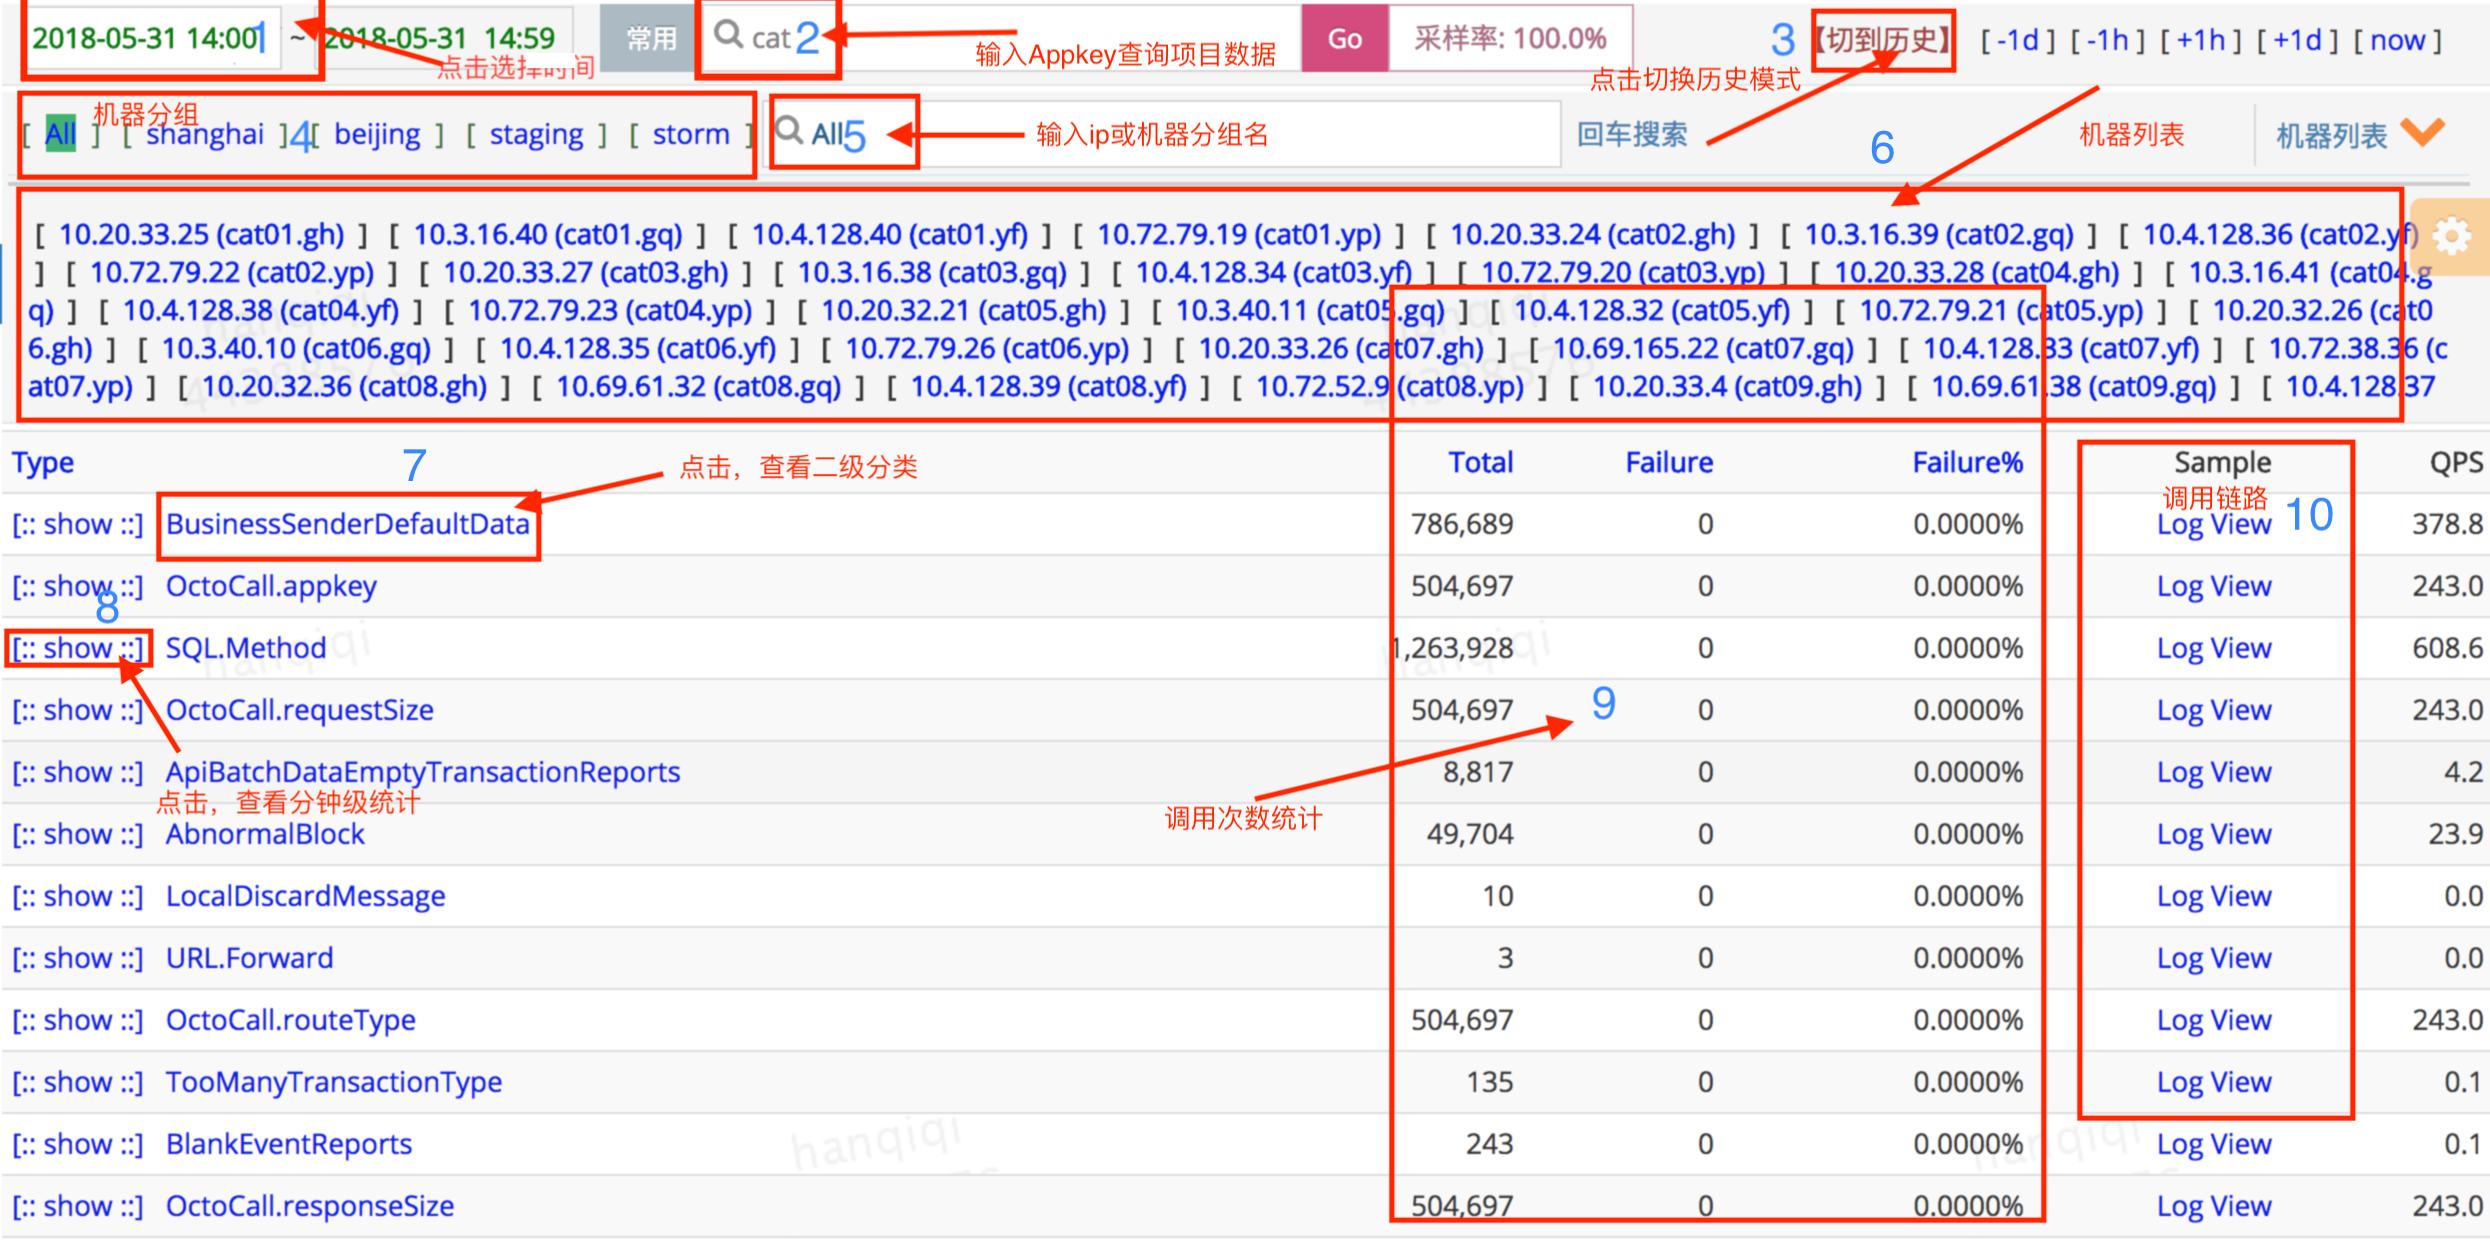 2018-05-31 14:00 1 ~ 2018-05-31 14:59 常用 cat 2 Go 采样率: 100.0% 3 【切到历史】 [ -1d ] [ -1h ] [ +1h ] [ +1d ] [ now ]
点击选择时间 输入Appkey查询项目数据 点击切换历史模式
机器分组
[ All ] [ shanghai ] 4 [ beijing ] [ staging ] [ storm ] All 5 输入ip或机器分组名 回车搜索 6 机器列表 机器列表
[ 10.20.33.25 (cat01.gh) ] [ 10.3.16.40 (cat01.gq) ] [ 10.4.128.40 (cat01.yf) ] [ 10.72.79.19 (cat01.yp) ] [ 10.20.33.24 (cat02.gh) ] [ 10.3.16.39 (cat02.gq) ] [ 10.4.128.36 (cat02.yf)
] [ 10.72.79.22 (cat02.yp) ] [ 10.20.33.27 (cat03.gh) ] [ 10.3.16.38 (cat03.gq) ] [ 10.4.128.34 (cat03.yf) ] [ 10.72.79.20 (cat03.yp) ] [ 10.20.33.28 (cat04.gh) ] [ 10.3.16.41 (cat04.g
q) ] [ 10.4.128.38 (cat04.yf) ] [ 10.72.79.23 (cat04.yp) ] [ 10.20.32.21 (cat05.gh) ] [ 10.3.40.11 (cat05.gq) ] [ 10.4.128.32 (cat05.yf) ] [ 10.72.79.21 (cat05.yp) ] [ 10.20.32.26 (cat0
6.gh) ] [ 10.3.40.10 (cat06.gq) ] [ 10.4.128.35 (cat06.yf) ] [ 10.72.79.26 (cat06.yp) ] [ 10.20.33.26 (cat07.gh) ] [ 10.69.165.22 (cat07.gq) ] [ 10.4.128.33 (cat07.yf) ] [ 10.72.38.36 (c
at07.yp) ] [ 10.20.32.36 (cat08.gh) ] [ 10.69.61.32 (cat08.gq) ] [ 10.4.128.39 (cat08.yf) ] [ 10.72.52.9 (cat08.yp) ] [ 10.20.33.4 (cat09.gh) ] [ 10.69.61.38 (cat09.gq) ] [ 10.4.128.37
Type 7 点击，查看二级分类 Total Failure Failure% Sample QPS
调用链路 10
[:: show ::] BusinessSenderDefaultData 786,689 0 0.0000% Log View 378.8
[:: show ::] OctoCall.appkey 504,697 0 0.0000% Log View 243.0
8
[:: show ::] SQL.Method 1,263,928 0 0.0000% Log View 608.6
hanqiqi hanqiqi
[:: show ::] OctoCall.requestSize 504,697 9 0 0.0000% Log View 243.0
[:: show ::] ApiBatchDataEmptyTransactionReports 8,817 0 0.0000% Log View 4.2
点击，查看分钟级统计 调用次数统计
[:: show ::] AbnormalBlock 49,704 0 0.0000% Log View 23.9
[:: show ::] LocalDiscardMessage 10 0 0.0000% Log View 0.0
[:: show ::] URL.Forward 3 0 0.0000% Log View 0.0
[:: show ::] OctoCall.routeType 504,697 0 0.0000% Log View 243.0
[:: show ::] TooManyTransactionType 135 0 0.0000% Log View 0.1
[:: show ::] BlankEventReports 243 0 0.0000% Log View 0.1
hanqiqi hanqiqi
[:: show ::] OctoCall.responseSize 504,697 0 0.0000% Log View 243.0